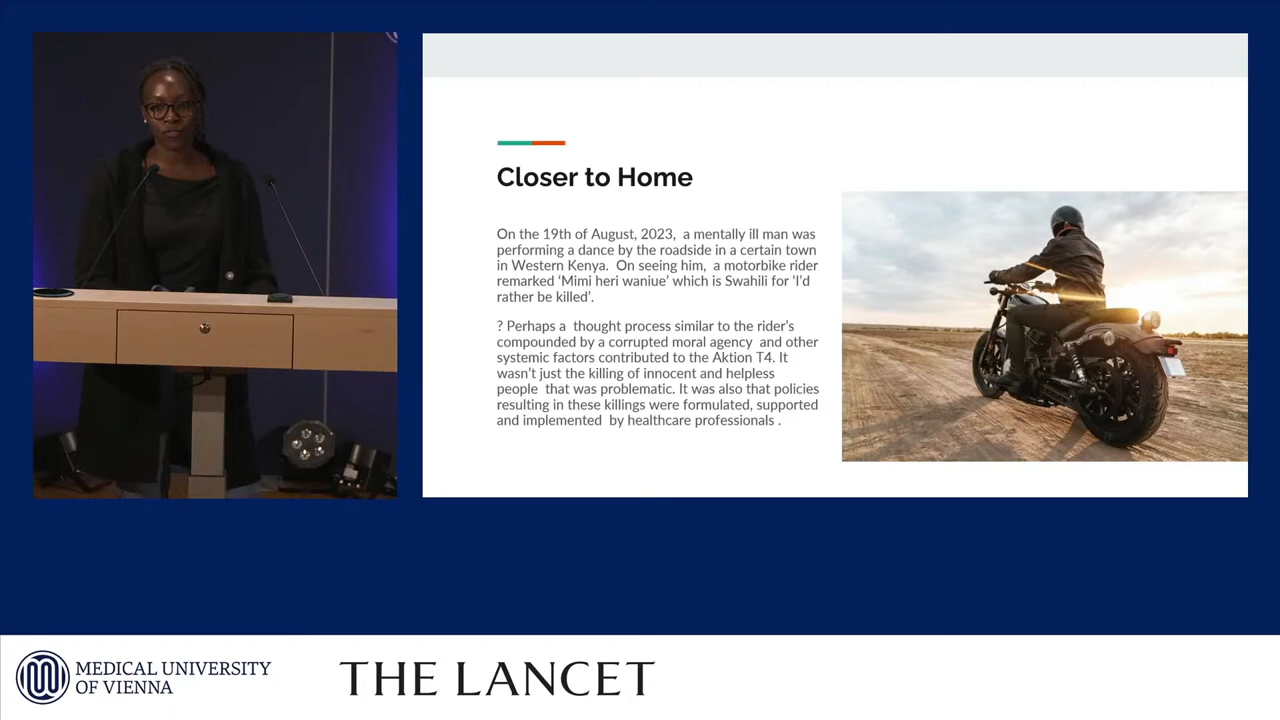 Closer to Home
On the 19th of August, 2023,  a mentally ill man was
performing a dance by the roadside in a certain town
in Western Kenya.  On seeing him,  a motorbike rider
remarked ‘Mimi heri waniue’ which is Swahili for ‘I’d
rather be killed’.
? Perhaps a  thought process similar to the rider’s
compounded by a corrupted moral agency  and other
systemic factors contributed to the Aktion T4. It
wasn’t just the killing of innocent and helpless
people  that was problematic. It was also that policies
resulting in these killings were formulated, supported
and implemented  by healthcare professionals .
MEDICAL UNIVERSITY
OF VIENNA
THE LANCET